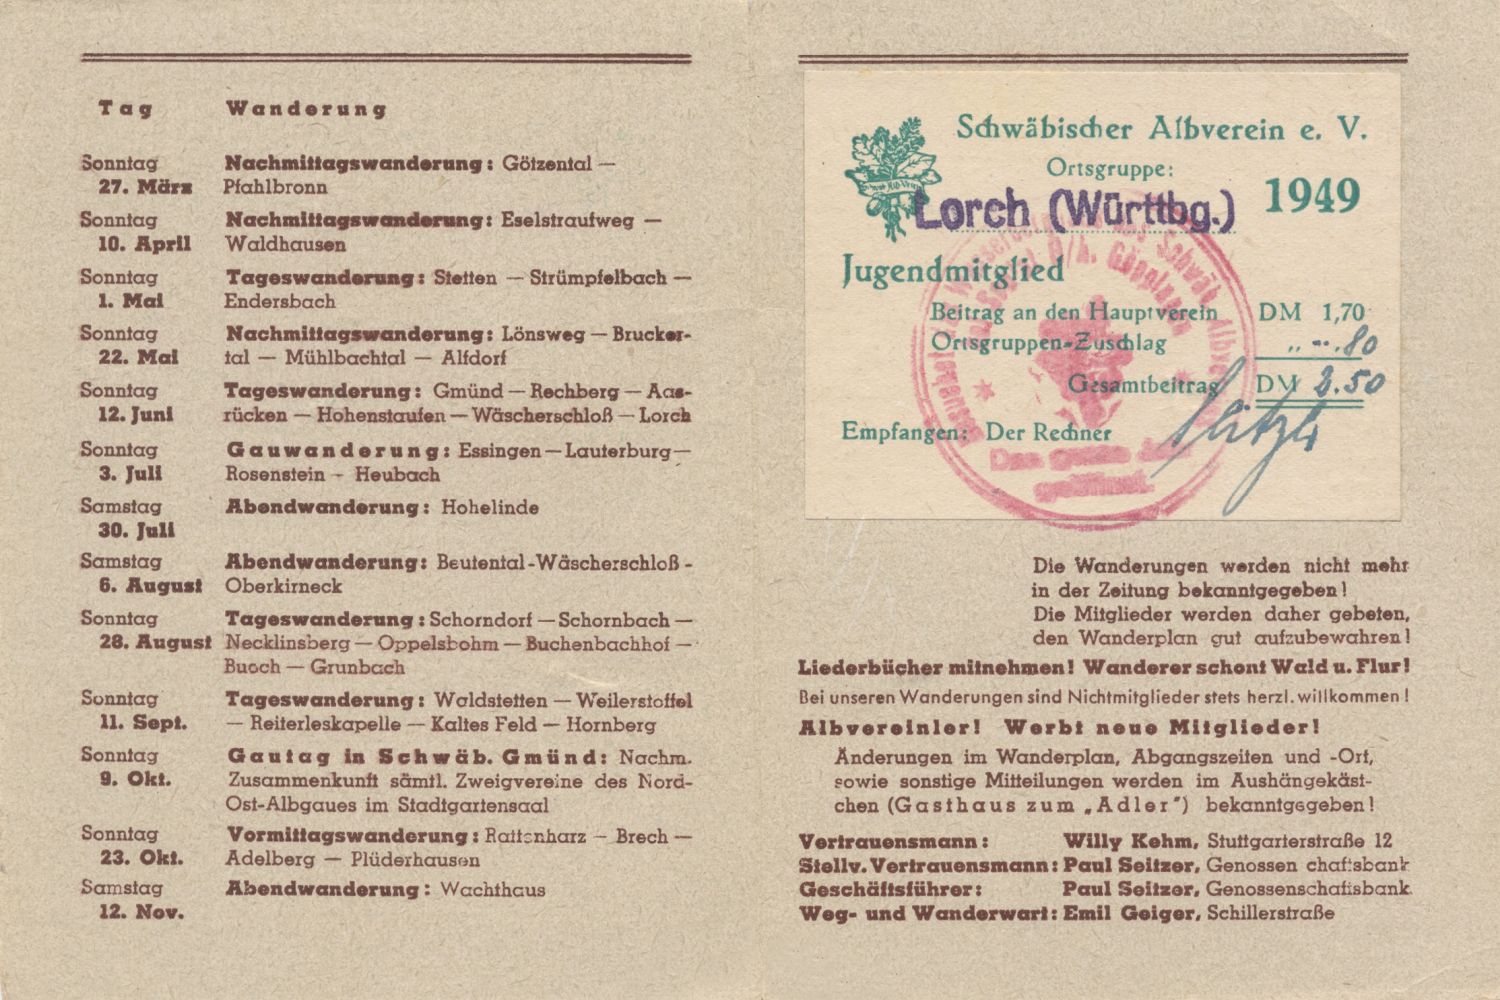 Tag Wanderung
Sonntag Nachmittagswanderung: Götzental —
27. März Pfahlbronn
Sonntag Nachmittagswanderung: Eselstraufweg —
10. April Waldhausen
Sonntag Tageswanderung: Stetten — Strümpfelbach —
1. Mai Endersbach
Sonntag Nachmittagswanderung: Lönsweg — Brucker-
22. Mai tal — Mühlbachtal — Alfdorf
Sonntag Tageswanderung: Gmünd — Rechberg — Aas-
12. Juni rücken — Hohenstaufen — Wäscherschloß — Lorch
Sonntag Gauwanderung: Essingen — Lauterburg —
3. Juli Rosenstein - Heubach
Samstag Abendwanderung: Hohelinde
30. Juli
Samstag Abendwanderung: Beutental-Wäscherschloß -
6. August Oberkirneck
Sonntag Tageswanderung: Schorndorf — Schornbach —
28. August Necklinsberg — Oppelsbohm — Buchenbachhof —
Buoch — Grunbach
Sonntag Tageswanderung: Waldstetten — Weilerstoffel
11. Sept. — Reiterleskapelle — Kaltes Feld — Hornberg
Sonntag Gautag in Schwäb. Gmünd: Nachm.
9. Okt. Zusammenkunft sämtl. Zweigvereine des Nord-
Ost-Albgaues im Stadtgartensaal
Sonntag Vormittagswanderung: Rattenharz — Brech —
23. Okt. Adelberg — Plüderhausen
Samstag Abendwanderung: Wachthaus
12. Nov.
Schwäbischer Albverein e. V.
Ortsgruppe:
Lorch (Württbg.) 1949
Jugendmitglied
Beitrag an den Hauptverein DM 1,70
Ortsgruppen-Zuschlag „ -.80
Gesamtbeitrag DM 2.50
Empfangen: Der Rechner
Die Wanderungen werden nicht mehr
in der Zeitung bekanntgegeben!
Die Mitglieder werden daher gebeten,
den Wanderplan gut aufzubewahren!
Liederbücher mitnehmen! Wanderer schont Wald u. Flur!
Bei unseren Wanderungen sind Nichtmitglieder stets herzl. willkommen!
Albvereinler! Werbt neue Mitglieder!
Änderungen im Wanderplan, Abgangszeiten und -Ort,
sowie sonstige Mitteilungen werden im Aushängekäst-
chen (Gasthaus zum „Adler") bekanntgegeben!
Vertrauensmann: Willy Kehm, Stuttgarterstraße 12
Stellv. Vertrauensmann: Paul Seitzer, Genossen chaftsbank
Geschäftsführer: Paul Seitzer, Genossenschaftsbank
Weg- und Wanderwart: Emil Geiger, Schillerstraße